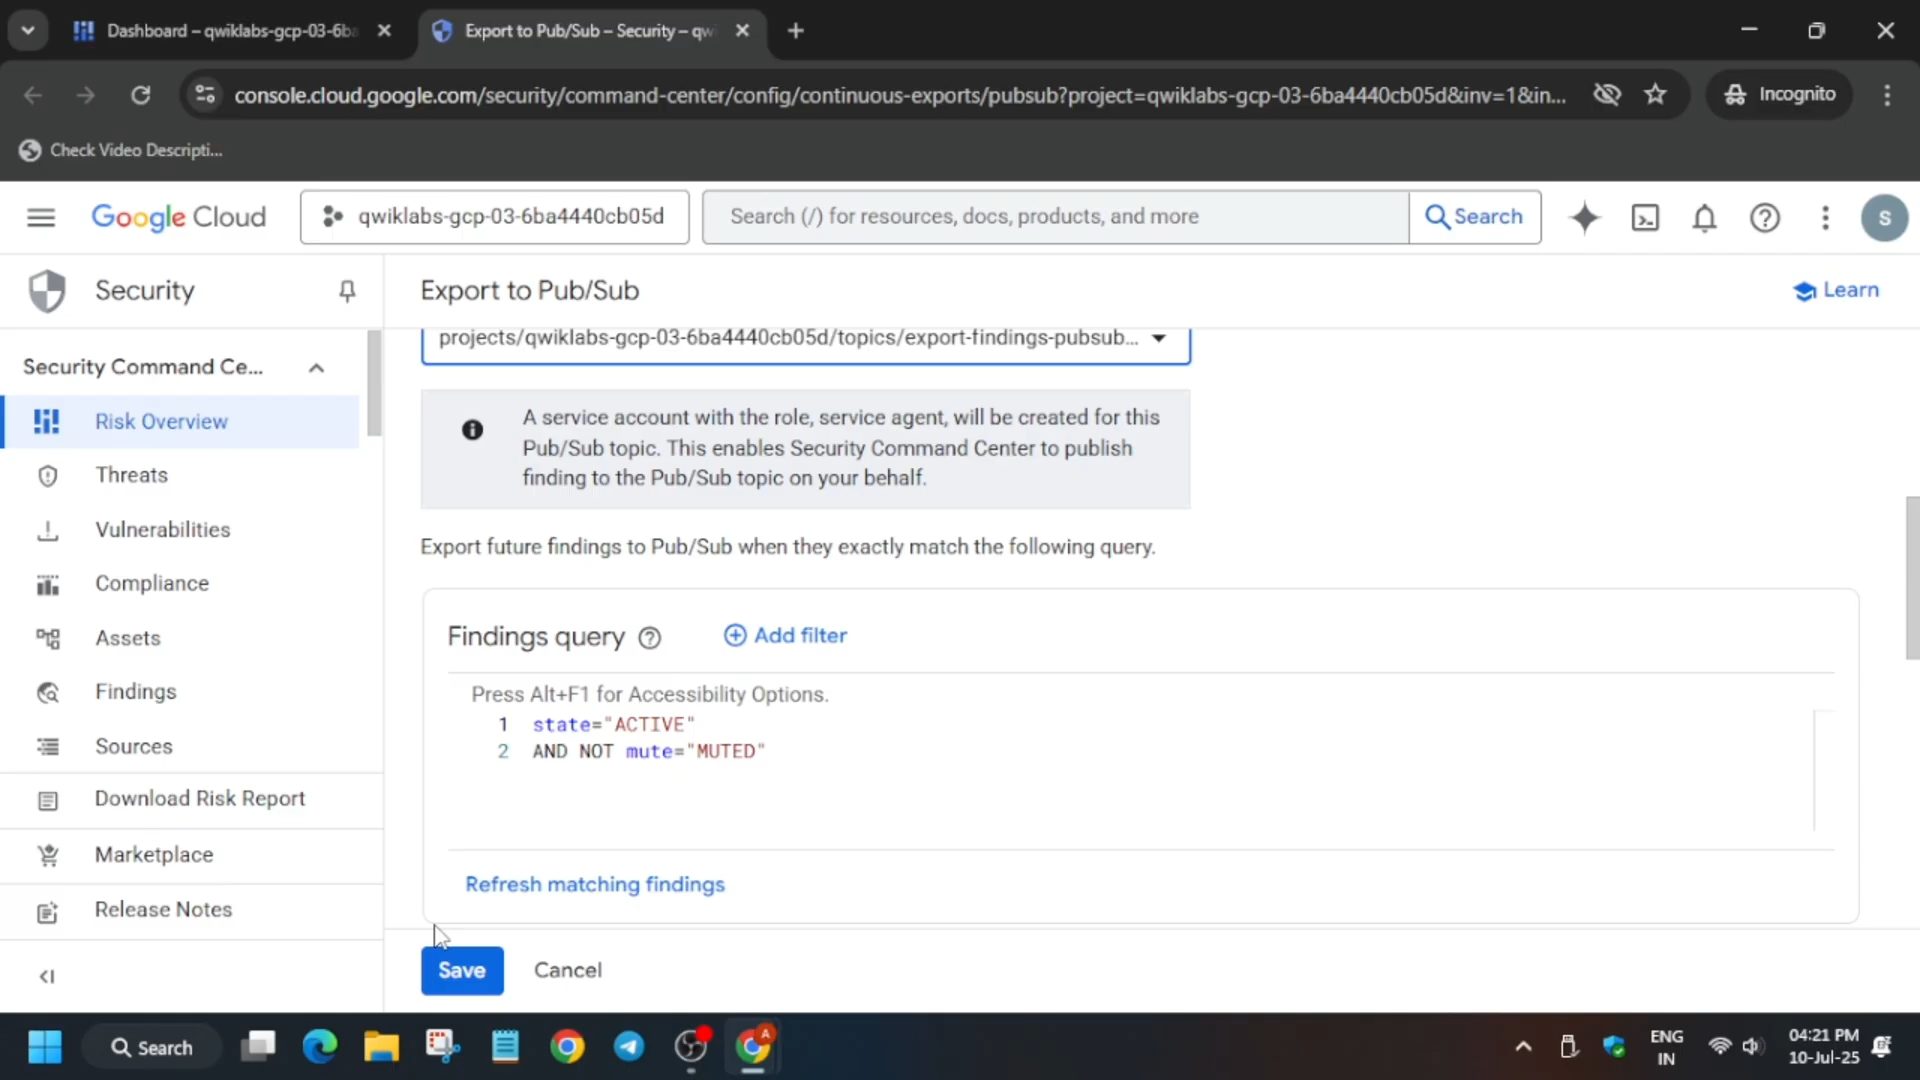 Dashboard – qwiklabs-gcp-03-6ba
Export to Pub/Sub – Security – qwi
console.cloud.google.com/security/command-center/config/continuous-exports/pubsub?project=qwiklabs-gcp-03-6ba4440cb05d&inv=1&in...
Incognito
Check Video Descripti...
Google Cloud
qwiklabs-gcp-03-6ba4440cb05d
Search (/) for resources, docs, products, and more
Search
S
Security
Export to Pub/Sub
Learn
projects/qwiklabs-gcp-03-6ba4440cb05d/topics/export-findings-pubsub...
Security Command Ce...
Risk Overview
Threats
Vulnerabilities
Compliance
Assets
Findings
Sources
Download Risk Report
Marketplace
Release Notes
A service account with the role, service agent, will be created for this
Pub/Sub topic. This enables Security Command Center to publish
finding to the Pub/Sub topic on your behalf.
Export future findings to Pub/Sub when they exactly match the following query.
Findings query
Add filter
Press Alt+F1 for Accessibility Options.
1 state="ACTIVE"
2 AND NOT mute="MUTED"
Refresh matching findings
Save
Cancel
Search
A
ENG
IN
04:21 PM
10-Jul-25